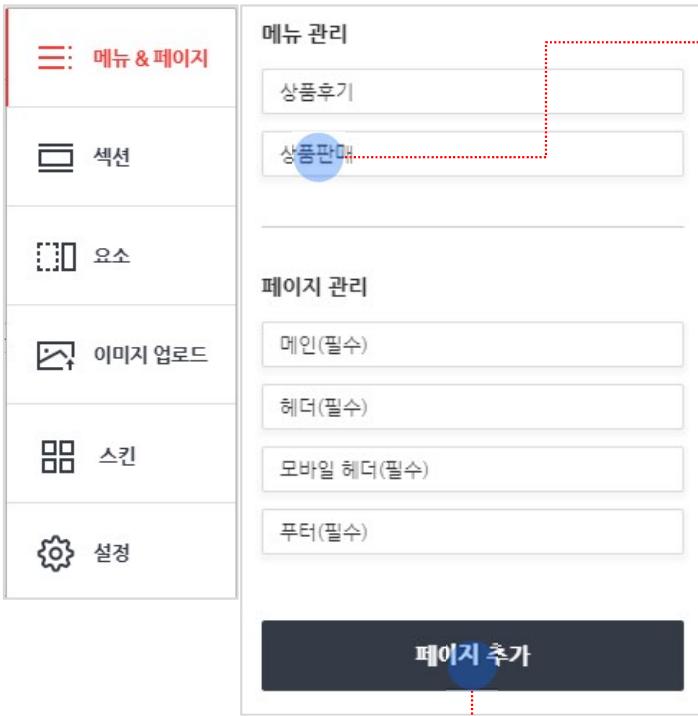 메뉴 & 페이지
섹션
요소
이미지 업로드
스킨
설정
메뉴 관리
상품후기
상품판매
페이지 관리
메인(필수)
헤더(필수)
모바일 헤더(필수)
푸터(필수)
페이지 추가